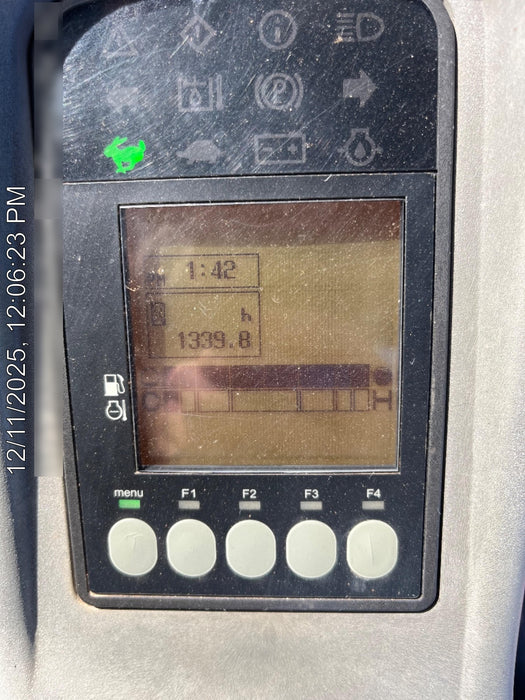 12/11/2025, 12:06:23 PM
1:42
h
1339.8
C H
menu F1 F2 F3 F4